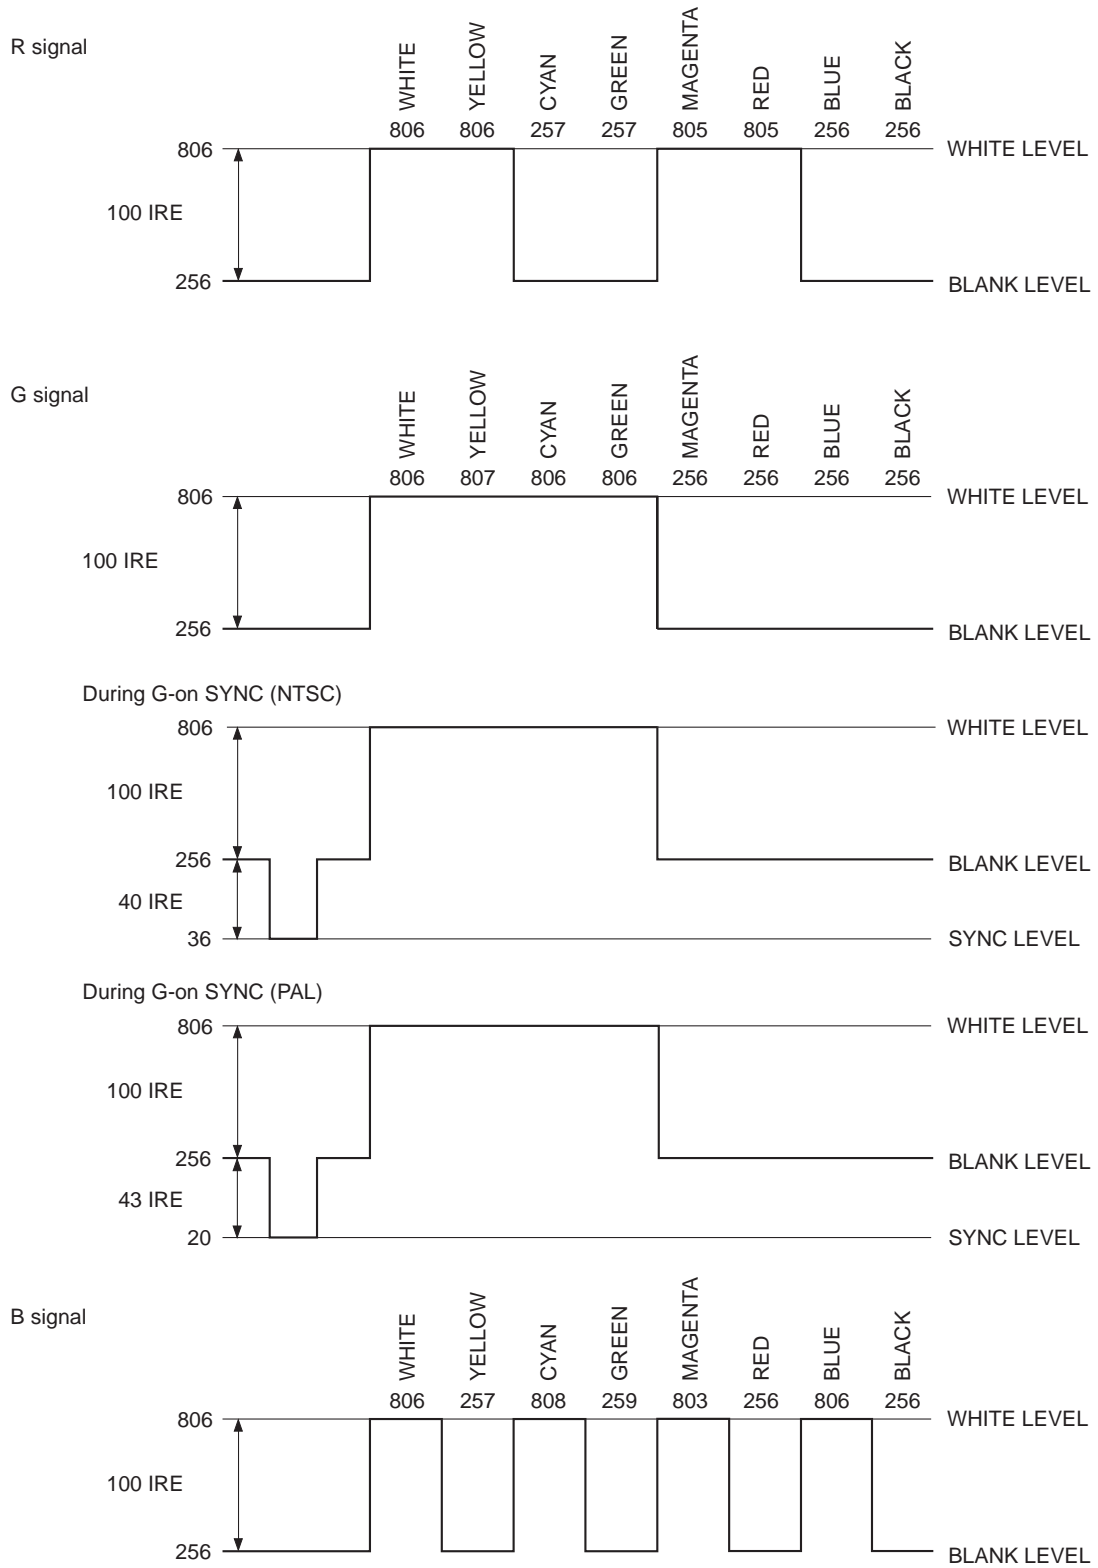 R signal
WHITE YELLOW CYAN GREEN MAGENTA RED BLUE BLACK
806 806 257 257 805 805 256 256
806 WHITE LEVEL
100 IRE
256 BLANK LEVEL
G signal
WHITE YELLOW CYAN GREEN MAGENTA RED BLUE BLACK
806 807 806 806 256 256 256 256
806 WHITE LEVEL
100 IRE
256 BLANK LEVEL
During G-on SYNC (NTSC)
806 WHITE LEVEL
100 IRE
256 BLANK LEVEL
40 IRE
36 SYNC LEVEL
During G-on SYNC (PAL)
806 WHITE LEVEL
100 IRE
256 BLANK LEVEL
43 IRE
20 SYNC LEVEL
B signal
WHITE YELLOW CYAN GREEN MAGENTA RED BLUE BLACK
806 257 808 259 803 256 806 256
806 WHITE LEVEL
100 IRE
256 BLANK LEVEL